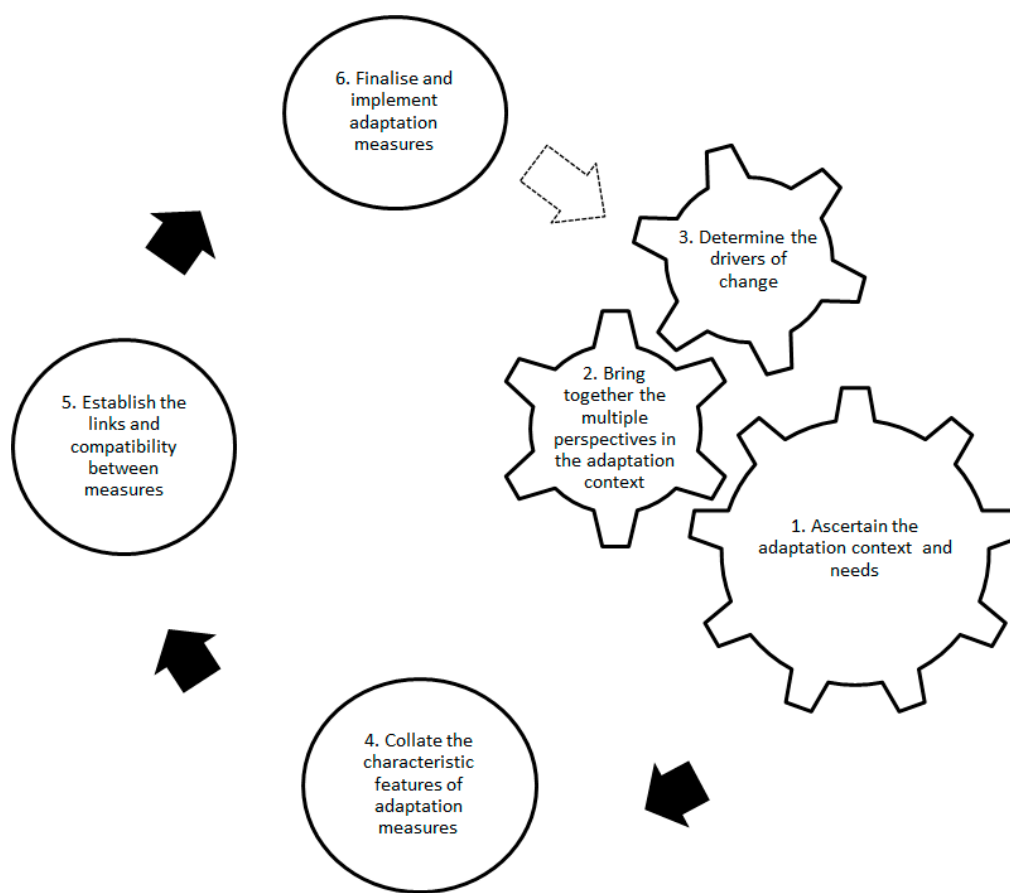 6. Finalise and
implement
adaptation
measures
3. Determine the
drivers of
change
2. Bring
together the
multiple
perspectives in
the adaptation
context
1. Ascertain the
adaptation context and
needs
5. Establish the
links and
compatibility
between
measures
4. Collate the
characteristic
features of
adaptation
measures